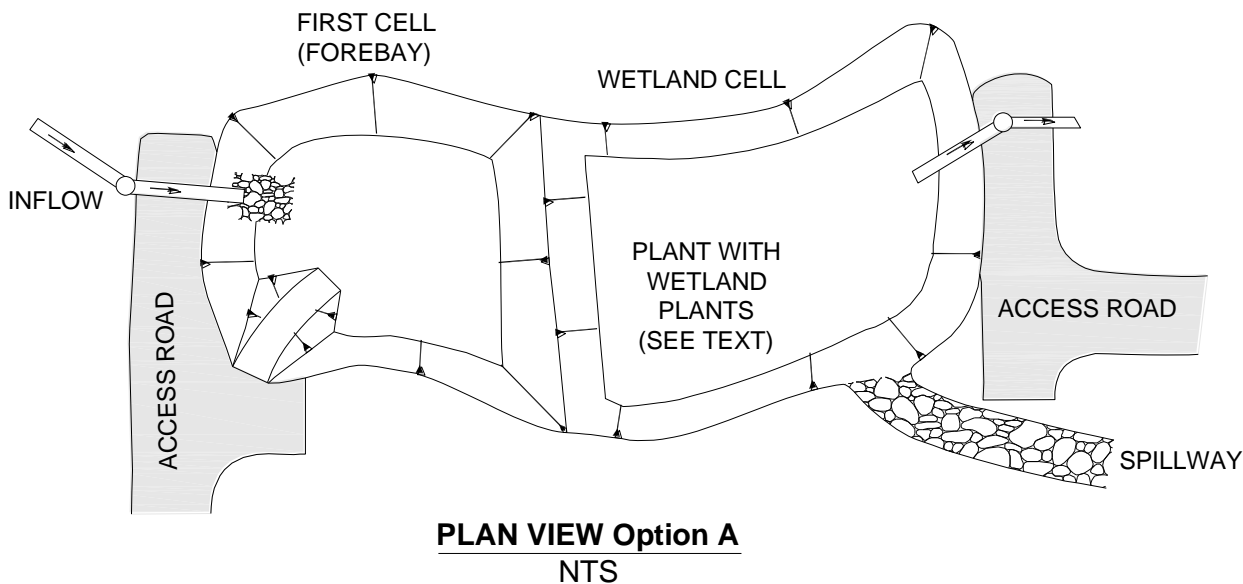 FIRST CELL
(FOREBAY)
WETLAND CELL
INFLOW
PLANT WITH
WETLAND
PLANTS
(SEE TEXT)
ACCESS ROAD
ACCESS ROAD
SPILLWAY
PLAN VIEW Option A
NTS